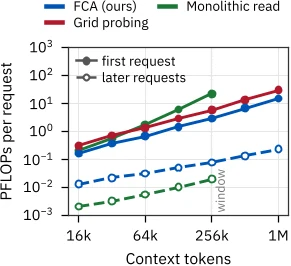 FCA (ours) Monolithic read
Grid probing
first request
later requests
PFLOPs per request
10³
10²
10¹
10⁰
10⁻¹
10⁻²
10⁻³
window
16k 64k 256k 1M
Context tokens